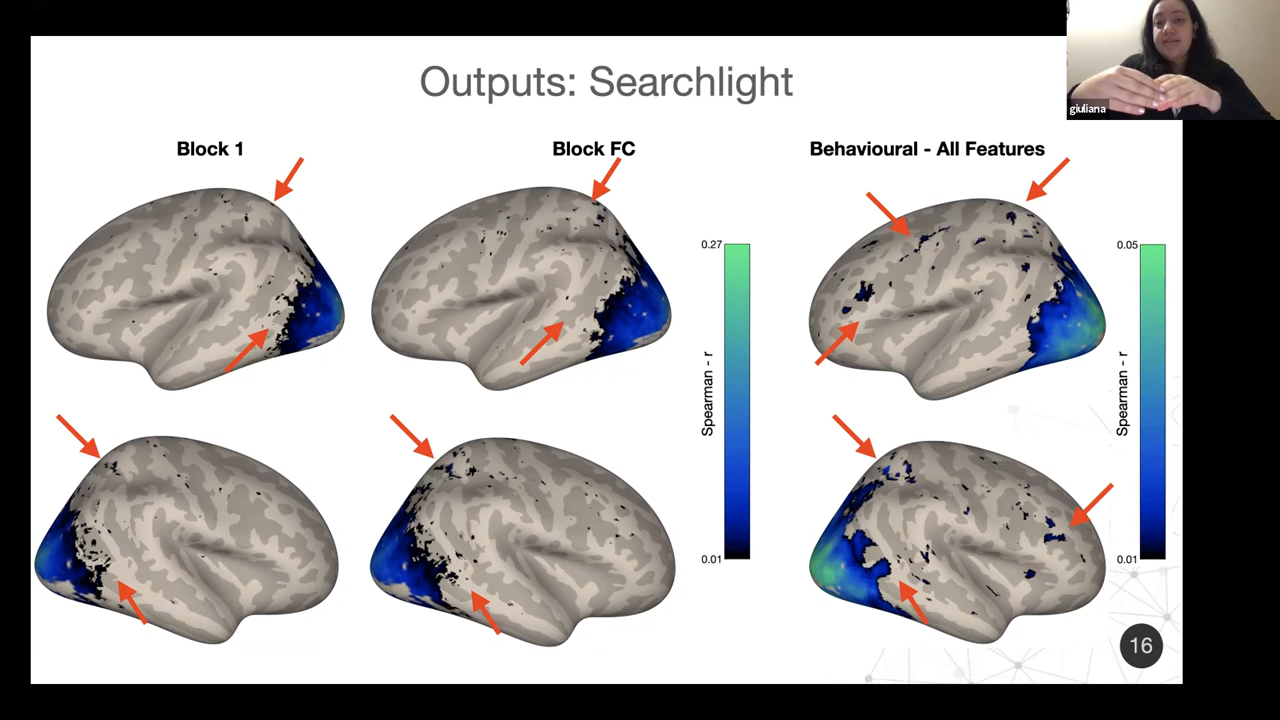 Outputs: Searchlight
giuliana
Block 1
Block FC
Behavioural - All Features
0.27
Spearman - r
0.01
0.05
Spearman - r
0.01
16